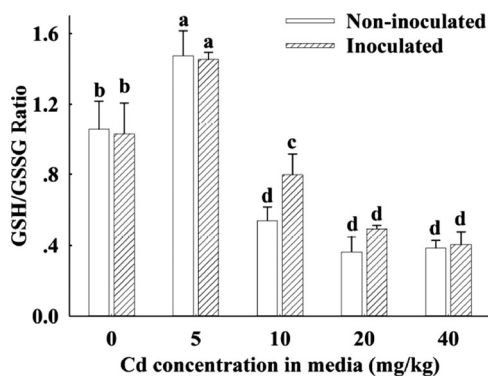 Non-inoculated
Inoculated
GSH/GSSG Ratio
1.6
1.2
.8
.4
0.0
b b
a a
d c
d d
d d
0 5 10 20 40
Cd concentration in media (mg/kg)